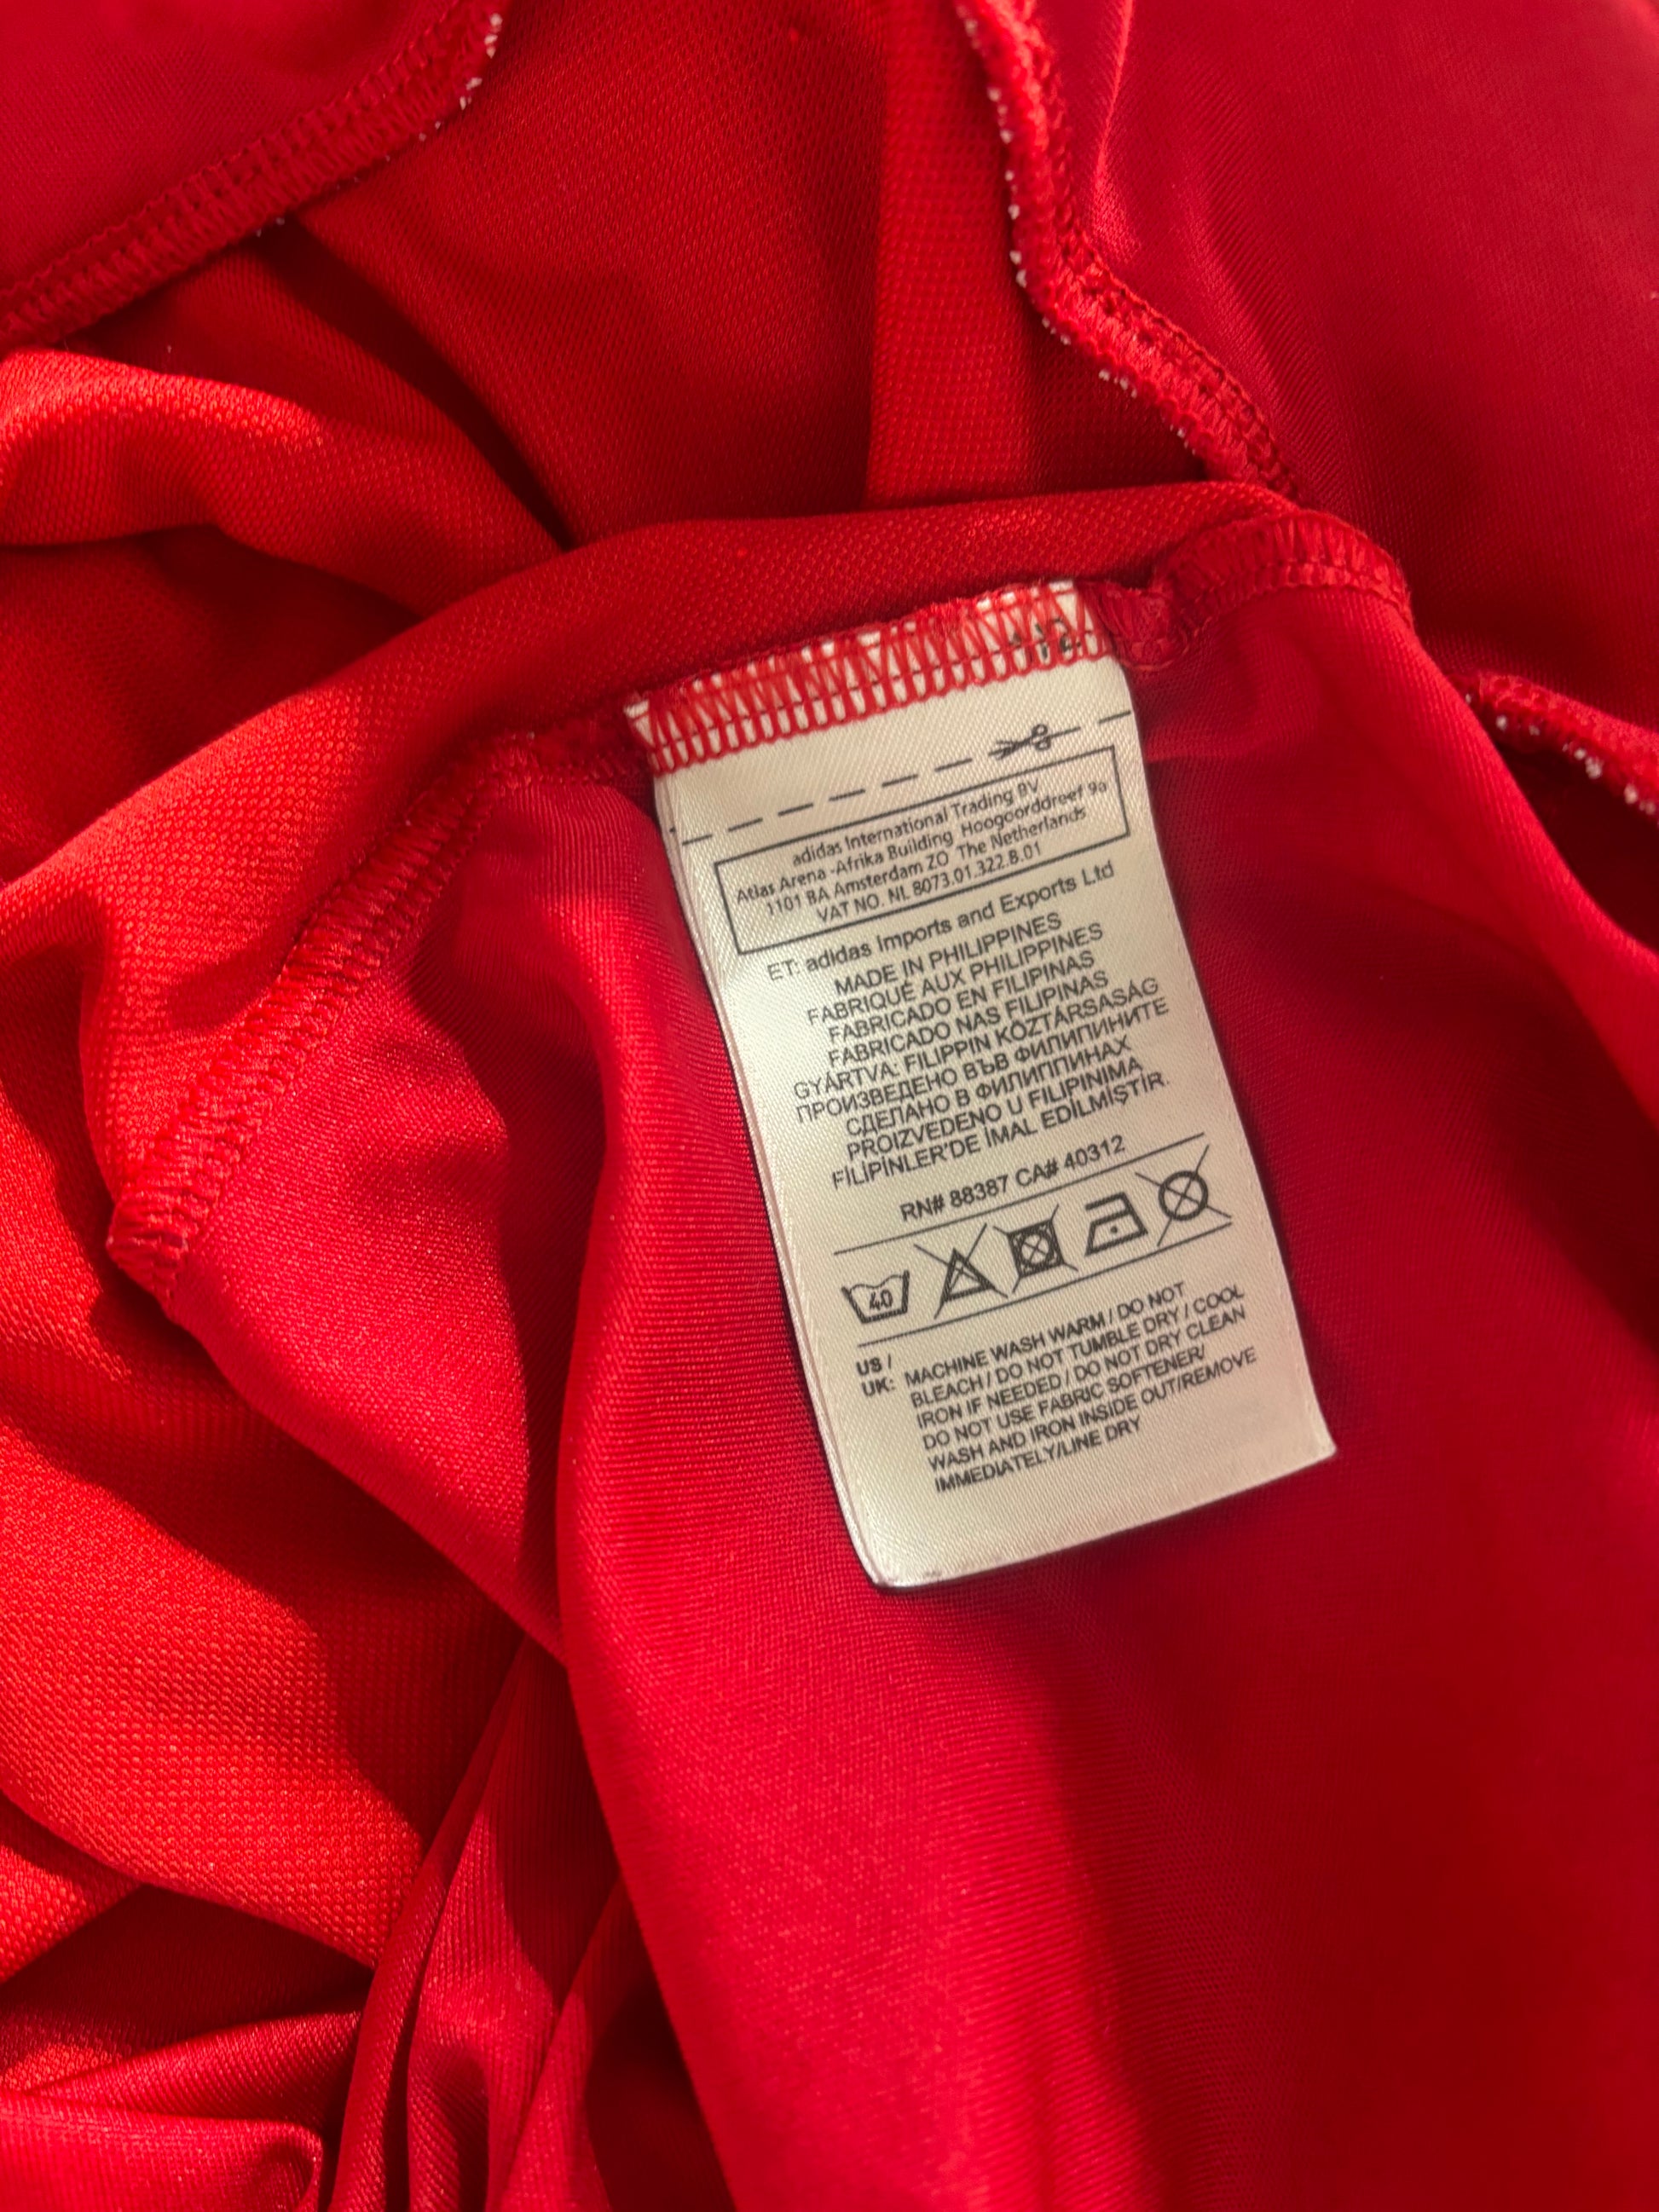 adidas International Trading BV
Atlas Arena -Afrika Building Hoogoorddreef 9a
1101 BA Amsterdam ZO The Netherlands
VAT NO. NL 8073.01.322.B.01
ET: adidas Imports and Exports Ltd
MADE IN PHILIPPINES
FABRIQUÉ AUX PHILIPPINES
FABRICADO EN FILIPINAS
FABRICADO NAS FILIPINAS
GYÁRTVA: FILIPPIN KÖZTÁRSASÁG
ПРОИЗВЕДЕНО ВЪВ ФИЛИПИНИТЕ
СДЕЛАНО В ФИЛИППИНАХ
PROIZVEDENO U FILIPINIMA
FİLİPİNLER'DE İMAL EDİLMİŞTİR.
RN# 88387 CA# 40312
40
US / UK: MACHINE WASH WARM / DO NOT
BLEACH / DO NOT TUMBLE DRY / COOL
IRON IF NEEDED / DO NOT DRY CLEAN
DO NOT USE FABRIC SOFTENER/
WASH AND IRON INSIDE OUT/REMOVE
IMMEDIATELY/LINE DRY